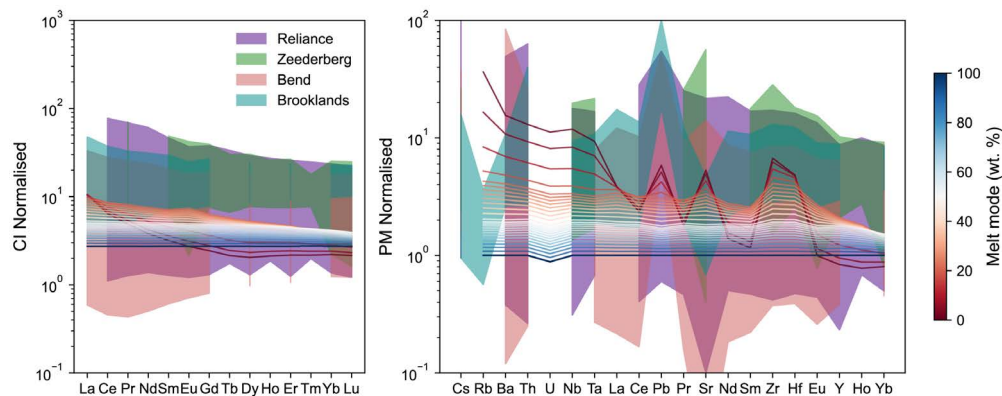 CI Normalised
10³
10²
10¹
10⁰
10⁻¹
Reliance
Zeederberg
Bend
Brooklands
La Ce Pr Nd Sm Eu Gd Tb Dy Ho Er Tm Yb Lu
PM Normalised
10²
10¹
10⁰
10⁻¹
Cs Rb Ba Th U Nb Ta La Ce Pb Pr Sr Nd Sm Zr Hf Eu Y Ho Yb
100
80
60
40
20
0
Melt mode (wt. %)